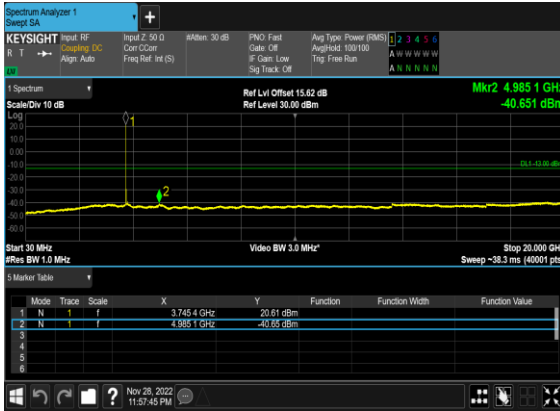 Spectrum Analyzer 1
Swept SA
+
KEYSIGHT Input: RF Input Z: 50 Ω #Atten: 30 dB PNO: Fast Avg Type: Power (RMS) 1 2 3 4 5 6
R T Coupling: DC Corr CCorr Gate: Off Avg|Hold: 100/100 A W W W W W
Align: Auto Freq Ref: Int (S) IF Gain: Low Trig: Free Run
Sig Track: Off A N N N N N
1 Spectrum Ref Lvl Offset 15.62 dB Mkr2 4.985 1 GHz
Scale/Div 10 dB Ref Level 30.00 dBm -40.651 dBm
Log
20.0
10.0
0.00
-10.0
-20.0
-30.0
-40.0
-50.0
-60.0
1
2
DL1 -13.00 dBm
Start 30 MHz Video BW 3.0 MHz* Stop 20.000 GHz
#Res BW 1.0 MHz Sweep ~38.3 ms (40001 pts)
5 Marker Table
Mode Trace Scale X Y Function Function Width Function Value
1 N 1 f 3.745 4 GHz 20.61 dBm
2 N 1 f 4.985 1 GHz -40.65 dBm
3
4
5
6
? Nov 28, 2022
11:57:45 PM